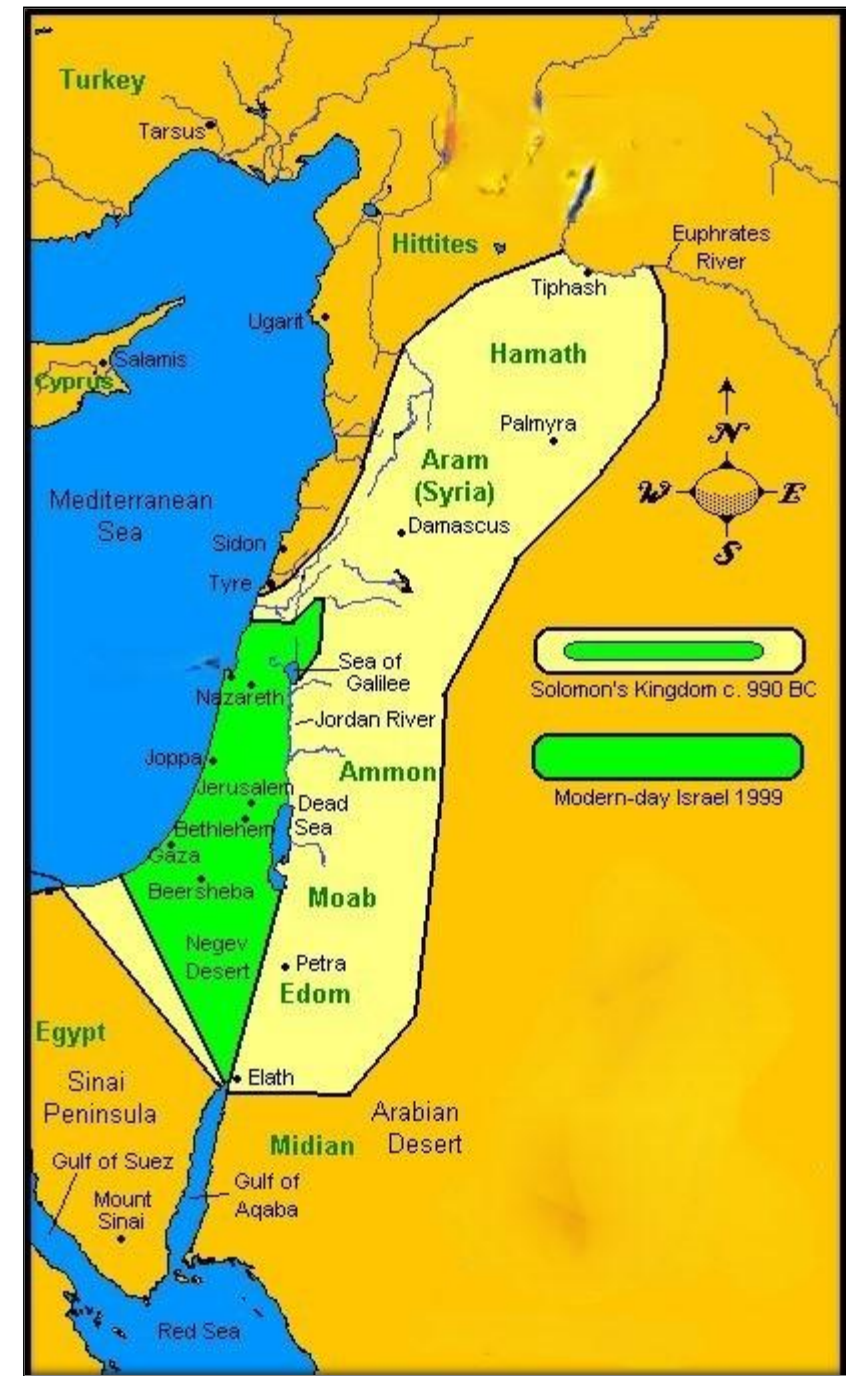 Turkey
Tarsus
Hittites
Euphrates
River
Tiphash
Ugarit
Hamath
Salamis
Cyprus
Palmyra
N
Aram
(Syria)
W
E
Mediterranean
Sea
Damascus
Sidon
S
Tyre
Sea of
Galilee
Nazareth
Solomon's Kingdom c. 990 BC
Jordan River
Joppa
Ammon
Jerusalem
Modern-day Israel 1999
Dead
Sea
Bethlehem
Gaza
Beersheba
Moab
Negev
Desert
Petra
Edom
Egypt
Elath
Sinai
Peninsula
Arabian
Desert
Midian
Gulf of Suez
Gulf of
Aqaba
Mount
Sinai
Red Sea